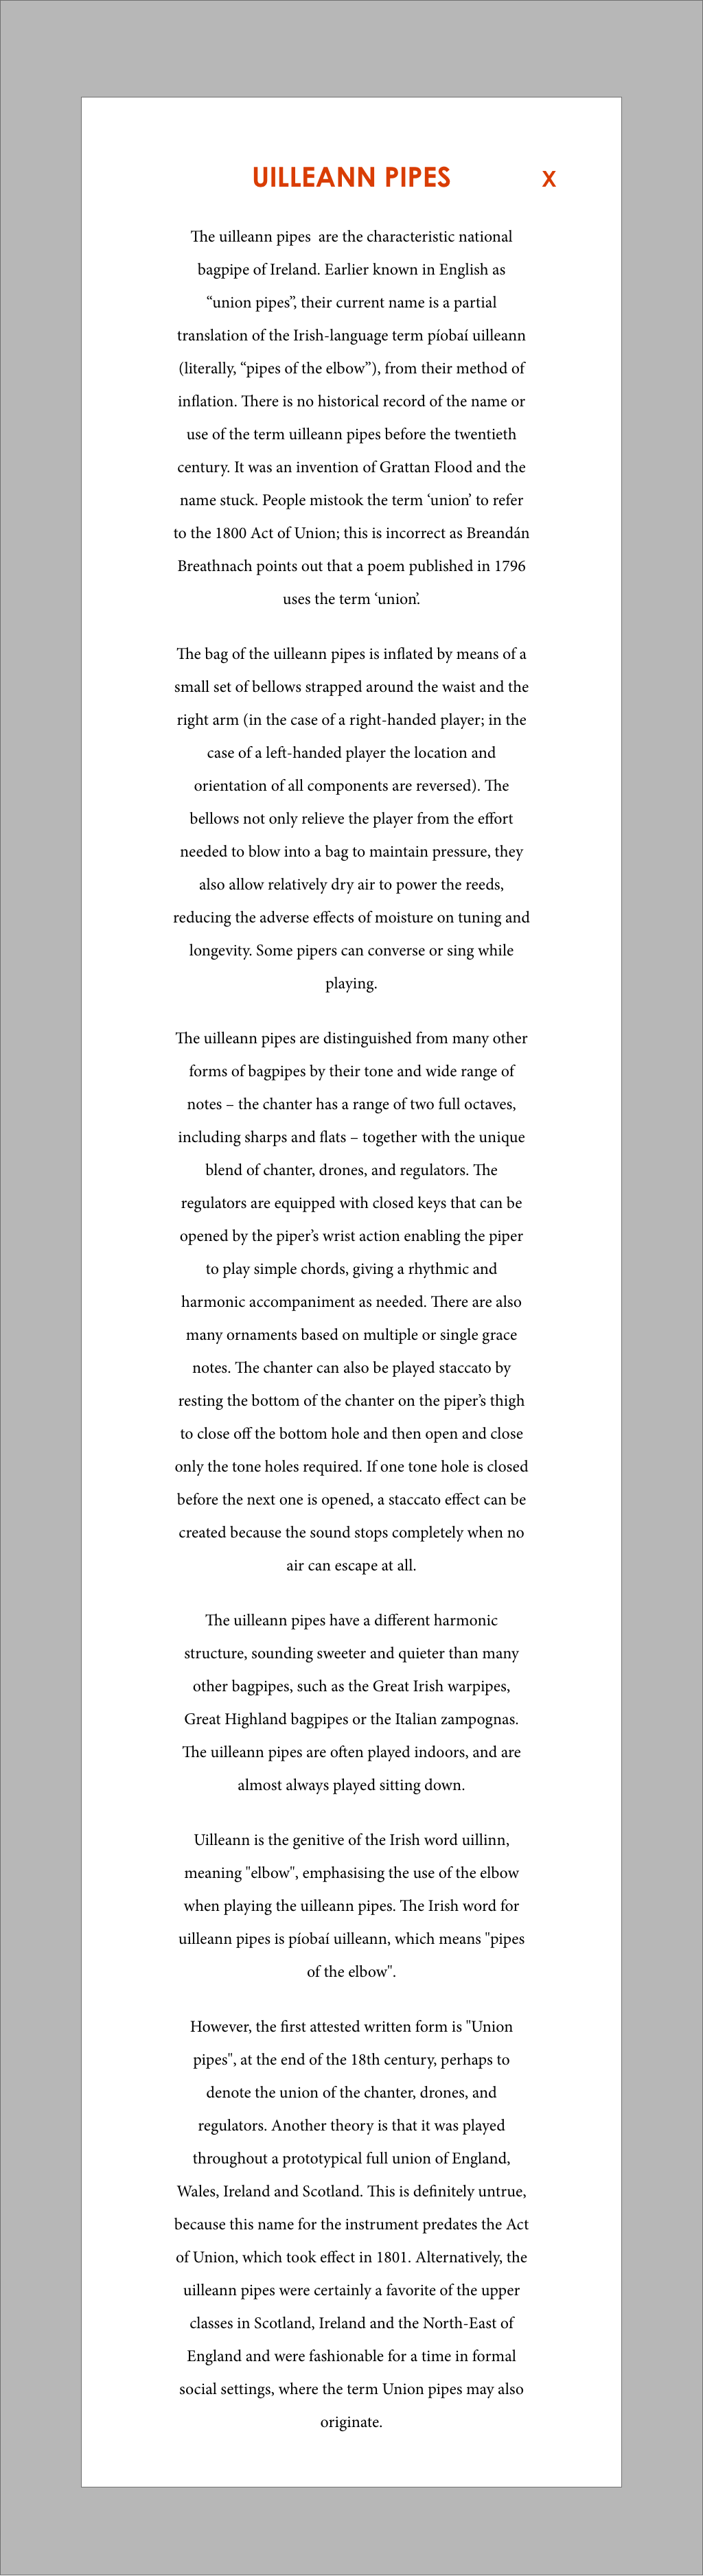 UILLEANN PIPES X
The uilleann pipes  are the characteristic national
bagpipe of Ireland. Earlier known in English as
“union pipes”, their current name is a partial
translation of the Irish-language term píobaí uilleann
(literally, “pipes of the elbow”), from their method of
inflation. There is no historical record of the name or
use of the term uilleann pipes before the twentieth
century. It was an invention of Grattan Flood and the
name stuck. People mistook the term ‘union’ to refer
to the 1800 Act of Union; this is incorrect as Breandán
Breathnach points out that a poem published in 1796
uses the term ‘union’.
The bag of the uilleann pipes is inflated by means of a
small set of bellows strapped around the waist and the
right arm (in the case of a right-handed player; in the
case of a left-handed player the location and
orientation of all components are reversed). The
bellows not only relieve the player from the effort
needed to blow into a bag to maintain pressure, they
also allow relatively dry air to power the reeds,
reducing the adverse effects of moisture on tuning and
longevity. Some pipers can converse or sing while
playing.
The uilleann pipes are distinguished from many other
forms of bagpipes by their tone and wide range of
notes – the chanter has a range of two full octaves,
including sharps and flats – together with the unique
blend of chanter, drones, and regulators. The
regulators are equipped with closed keys that can be
opened by the piper’s wrist action enabling the piper
to play simple chords, giving a rhythmic and
harmonic accompaniment as needed. There are also
many ornaments based on multiple or single grace
notes. The chanter can also be played staccato by
resting the bottom of the chanter on the piper’s thigh
to close off the bottom hole and then open and close
only the tone holes required. If one tone hole is closed
before the next one is opened, a staccato effect can be
created because the sound stops completely when no
air can escape at all.
The uilleann pipes have a different harmonic
structure, sounding sweeter and quieter than many
other bagpipes, such as the Great Irish warpipes,
Great Highland bagpipes or the Italian zampognas.
The uilleann pipes are often played indoors, and are
almost always played sitting down.
Uilleann is the genitive of the Irish word uillinn,
meaning "elbow", emphasising the use of the elbow
when playing the uilleann pipes. The Irish word for
uilleann pipes is píobaí uilleann, which means "pipes
of the elbow".
However, the first attested written form is "Union
pipes", at the end of the 18th century, perhaps to
denote the union of the chanter, drones, and
regulators. Another theory is that it was played
throughout a prototypical full union of England,
Wales, Ireland and Scotland. This is definitely untrue,
because this name for the instrument predates the Act
of Union, which took effect in 1801. Alternatively, the
uilleann pipes were certainly a favorite of the upper
classes in Scotland, Ireland and the North-East of
England and were fashionable for a time in formal
social settings, where the term Union pipes may also
originate.